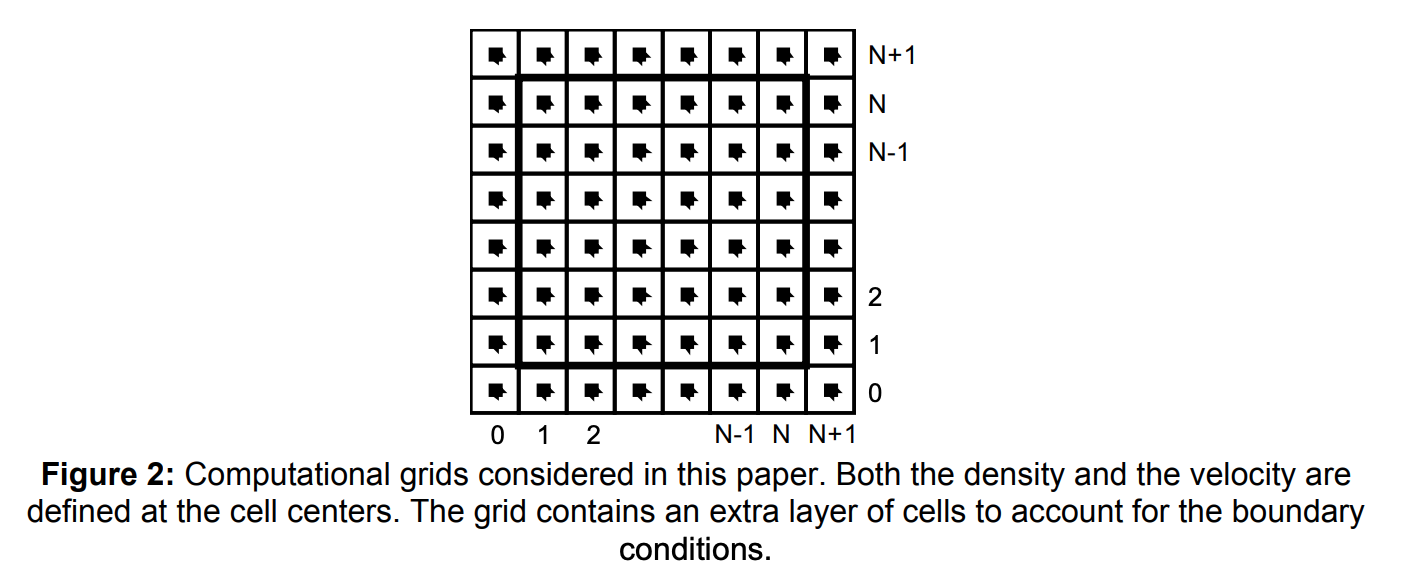 N+1
N
N-1
2
1
0
0 1 2 N-1 N N+1
Figure 2: Computational grids considered in this paper. Both the density and the velocity are
defined at the cell centers. The grid contains an extra layer of cells to account for the boundary
conditions.